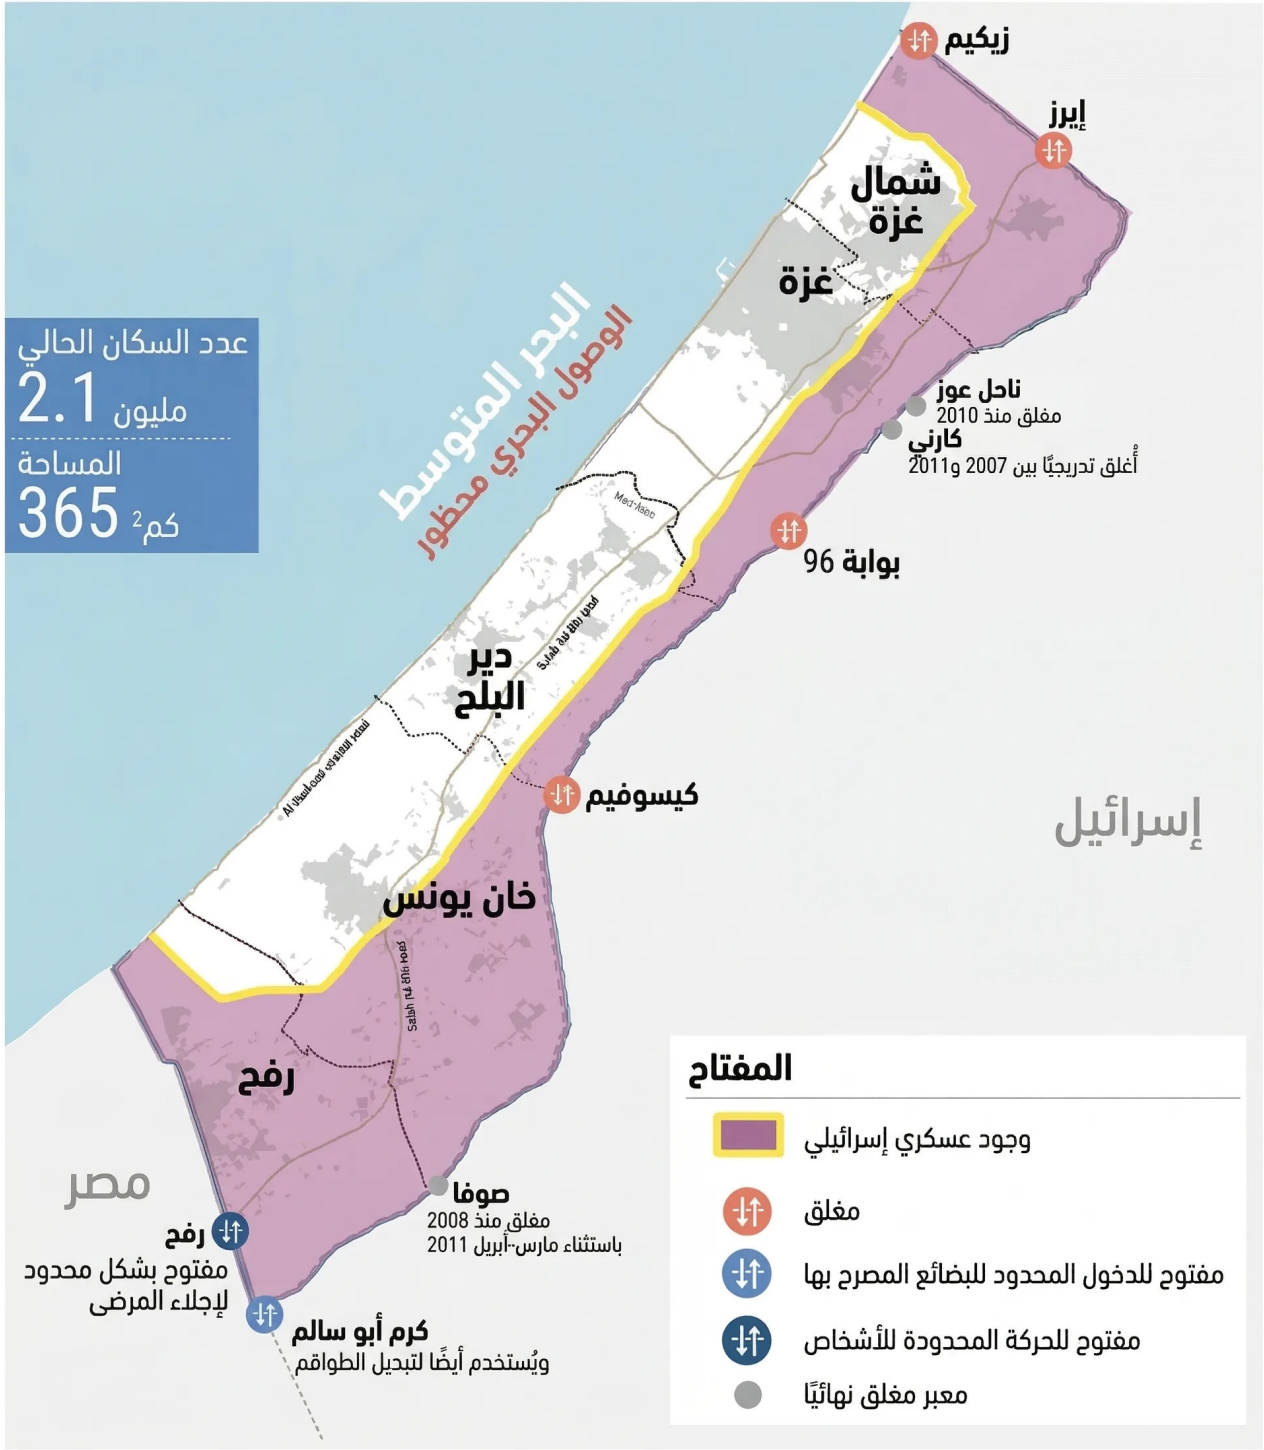 زيكيم
إيرز
شمال
غزة
غزة
البحر المتوسط
الوصول البحري محظور
عدد السكان الحالي
2.1 مليون
المساحة
365 كم²
ناحل عوز
مغلق منذ 2010
كارني
أُغلق تدريجيًا بين 2007 و2011
بوابة 96
دير
البلح
كيسوفيم
إسرائيل
خان يونس
رفح
مصر
صوفا
مغلق منذ 2008
باستثناء مارس-أبريل 2011
رفح
مفتوح بشكل محدود
لإجلاء المرضى
كرم أبو سالم
ويُستخدم أيضًا لتبديل الطواقم
المفتاح
وجود عسكري إسرائيلي
مغلق
مفتوح للدخول المحدود للبضائع المصرح بها
مفتوح للحركة المحدودة للأشخاص
معبر مغلق نهائيًا